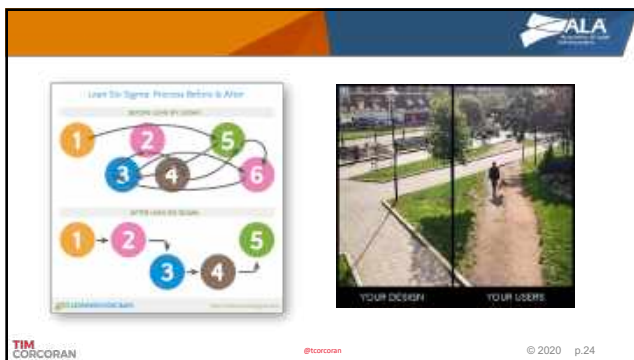 ALA
Lean Six Sigma: Process Before & After
BEFORE LEAN SIX SIGMA
1
2
5
3
4
6
AFTER LEAN SIX SIGMA
1
2
5
3
4
YOUR DESIGN
YOUR USERS
TIM
CORCORAN
@tcorcoran
© 2020 p.24